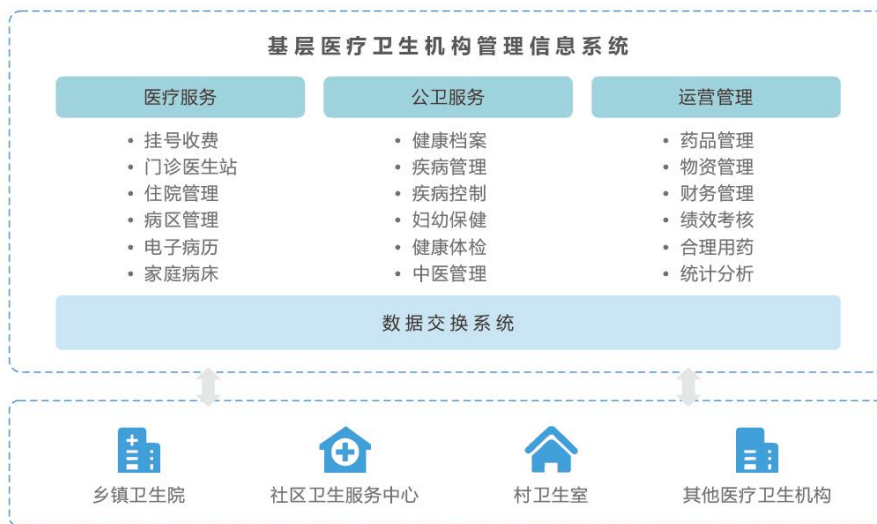 基层医疗卫生机构管理信息系统
医疗服务
• 挂号收费
• 门诊医生站
• 住院管理
• 病区管理
• 电子病历
• 家庭病床
公卫服务
• 健康档案
• 疾病管理
• 疾病控制
• 妇幼保健
• 健康体检
• 中医管理
运营管理
• 药品管理
• 物资管理
• 财务管理
• 绩效考核
• 合理用药
• 统计分析
数据交换系统
乡镇卫生院
社区卫生服务中心
村卫生室
其他医疗卫生机构